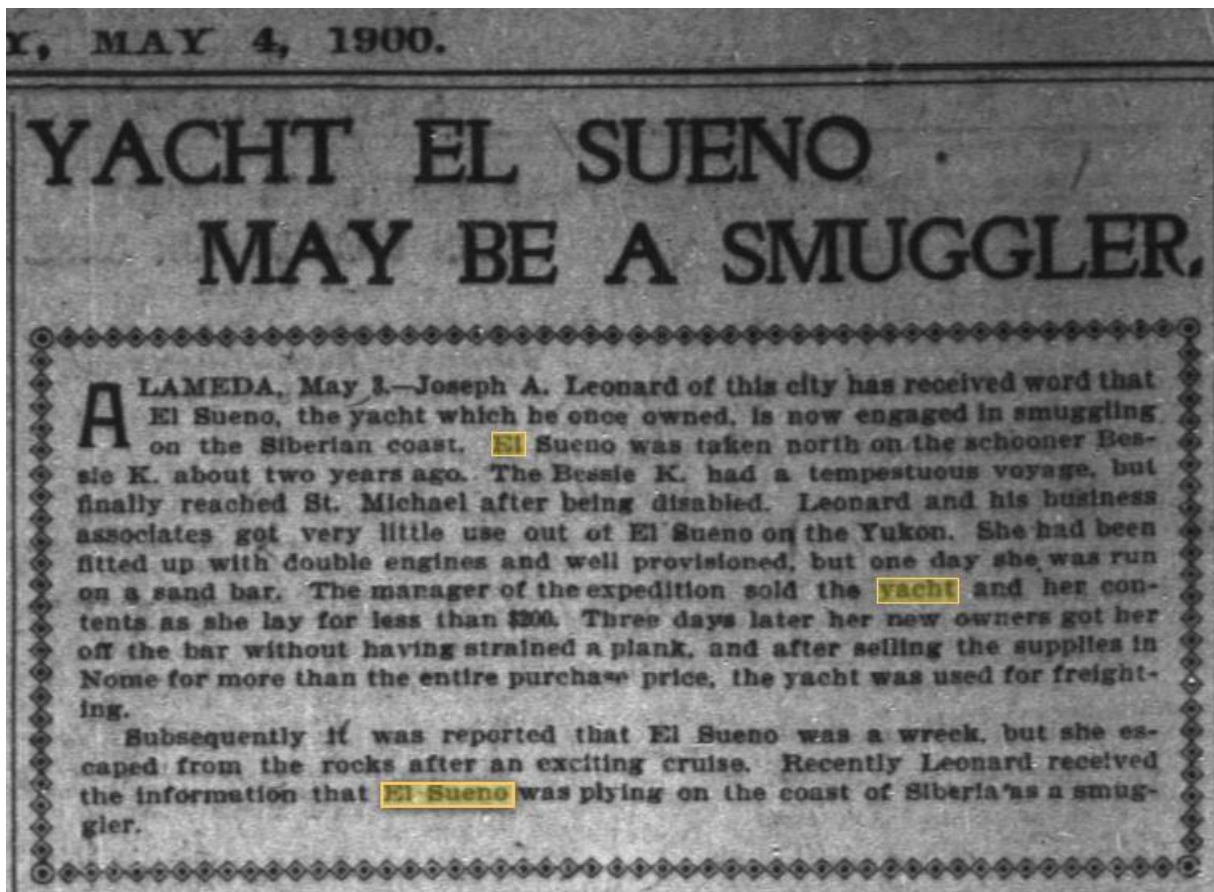 Y, MAY 4, 1900.
YACHT EL SUENO
MAY BE A SMUGGLER.
ALAMEDA, May 3.—Joseph A. Leonard of this city has received word that
El Sueno, the yacht which he once owned, is now engaged in smuggling
on the Siberian coast. El Sueno was taken north on the schooner Bes-
sie K. about two years ago. The Bessie K. had a tempestuous voyage, but
finally reached St. Michael after being disabled. Leonard and his business
associates got very little use out of El Sueno on the Yukon. She had been
fitted up with double engines and well provisioned, but one day she was run
on a sand bar. The manager of the expedition sold the yacht and her con-
tents as she lay for less than $200. Three days later her new owners got her
off the bar without having strained a plank, and after selling the supplies in
Nome for more than the entire purchase price, the yacht was used for freight-
ing.
Subsequently it was reported that El Sueno was a wreck, but she es-
caped from the rocks after an exciting cruise. Recently Leonard received
the information that El Sueno was plying on the coast of Siberia as a smug-
gler.